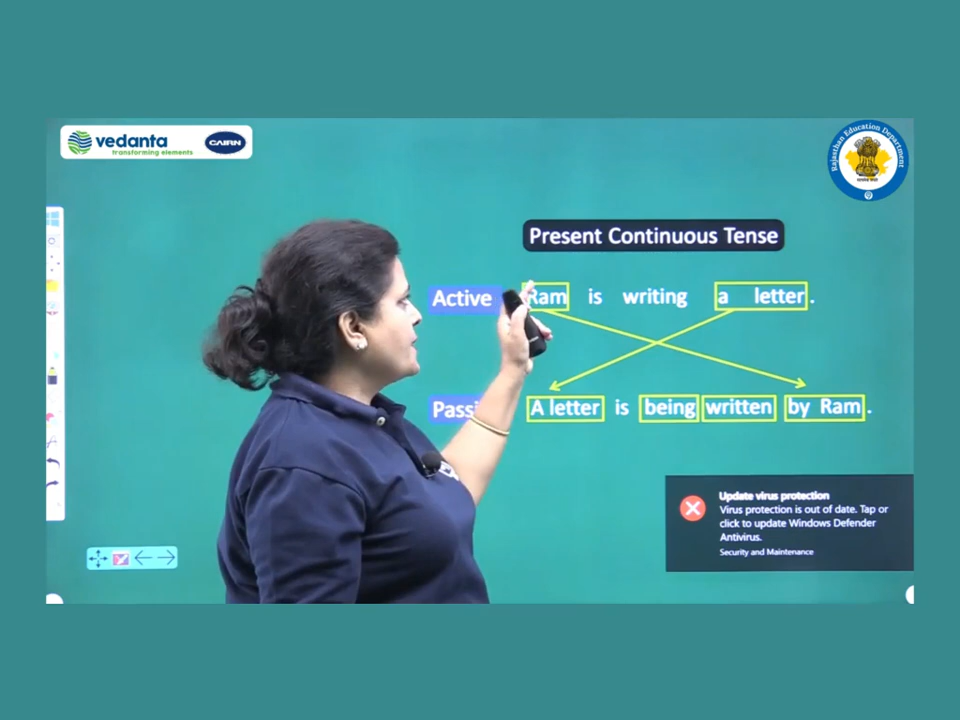 vedanta
transforming elements
CAIRN
Rajasthan Education Department
Present Continuous Tense
Active Ram is writing a letter.
A letter is being written by Ram.
Update virus protection
Virus protection is out of date. Tap or
click to update Windows Defender
Antivirus.
Security and Maintenance